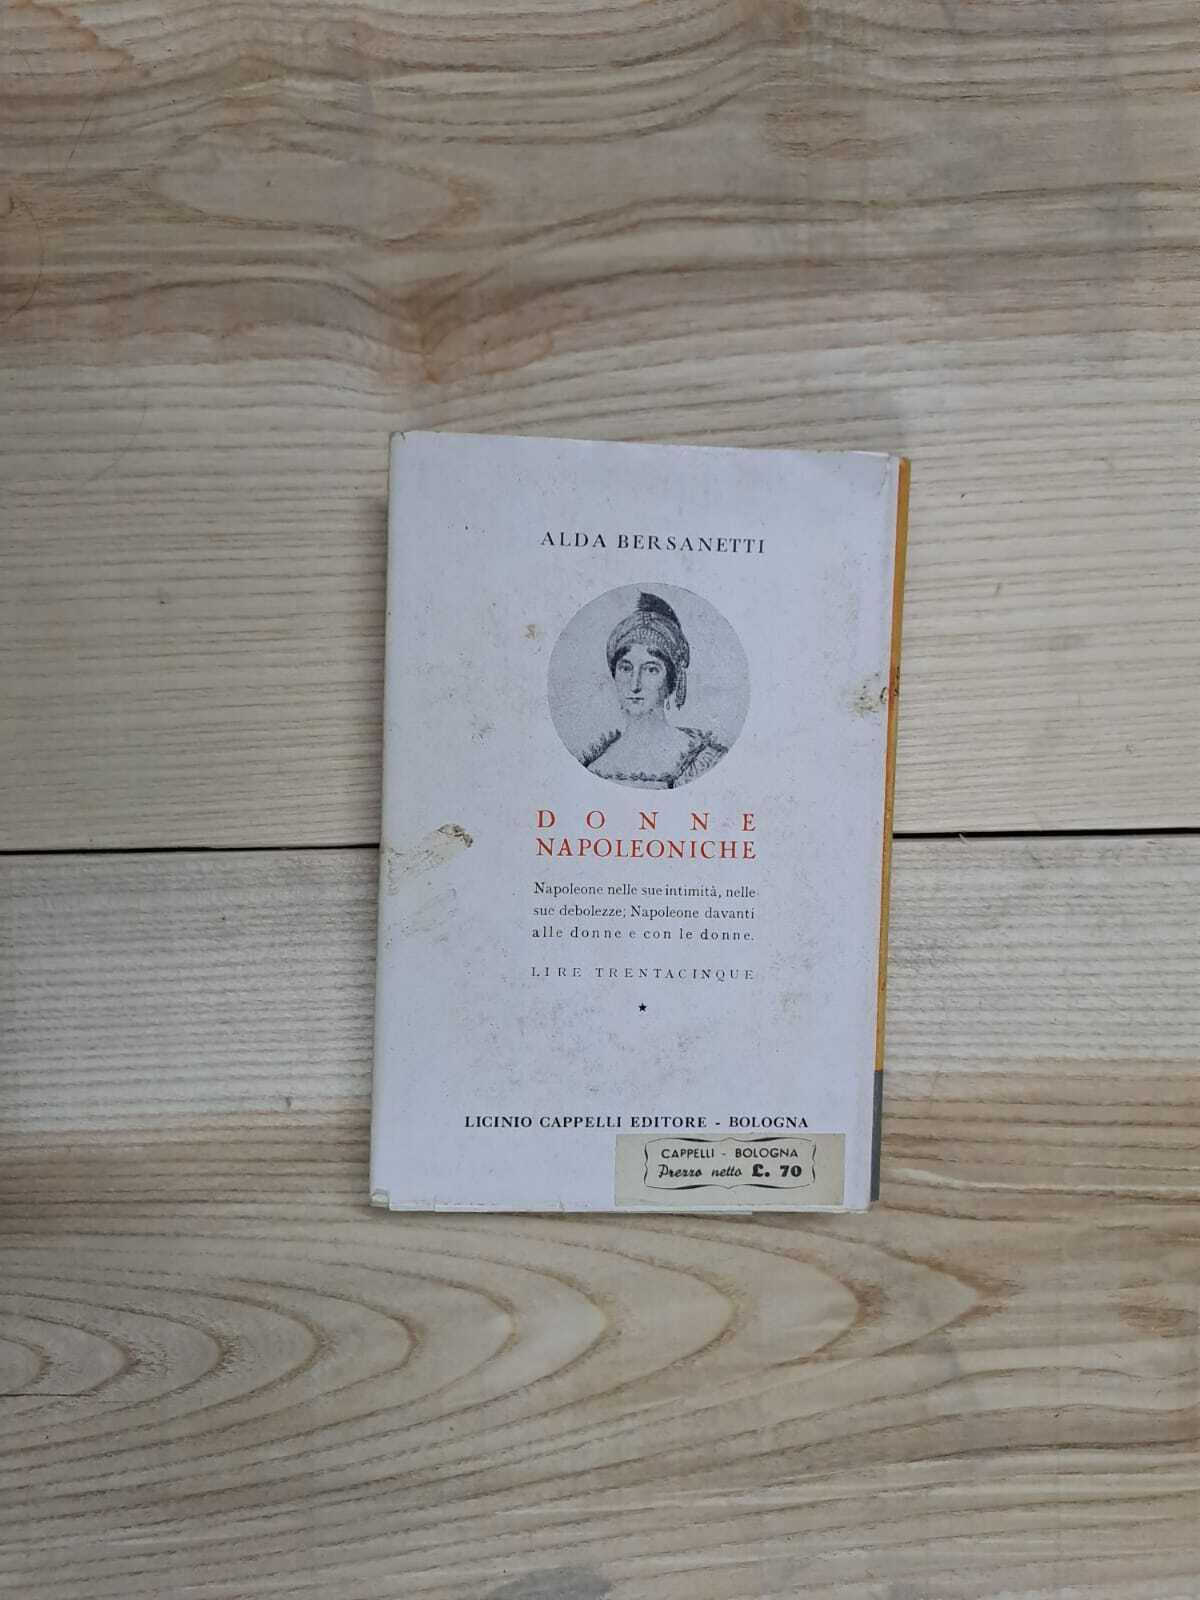 ALDA BERSANETTI
DONNE
NAPOLEONICHE
Napoleone nelle sue intimità, nelle
sue debolezze; Napoleone davanti
alle donne e con le donne.
LIRE TRENTACINQUE
LICINIO CAPPELLI EDITORE - BOLOGNA
CAPPELLI - BOLOGNA
Prezzo netto £. 70